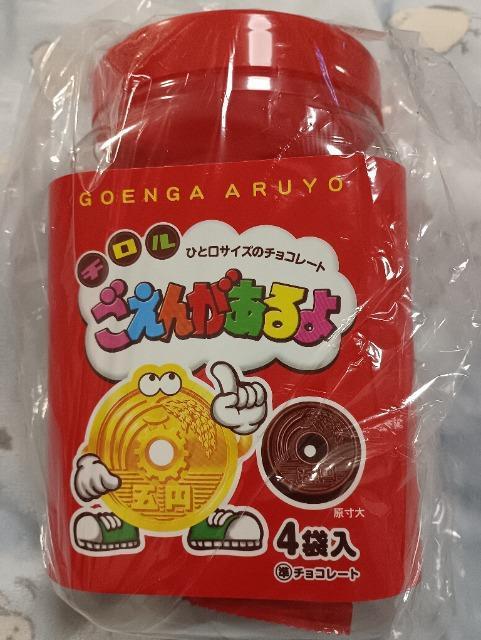 GOENGA ARUYO
チロル
ひと口サイズのチョコレート
ごえんがあるよ
五円
原寸大
4袋入
準チョコレート